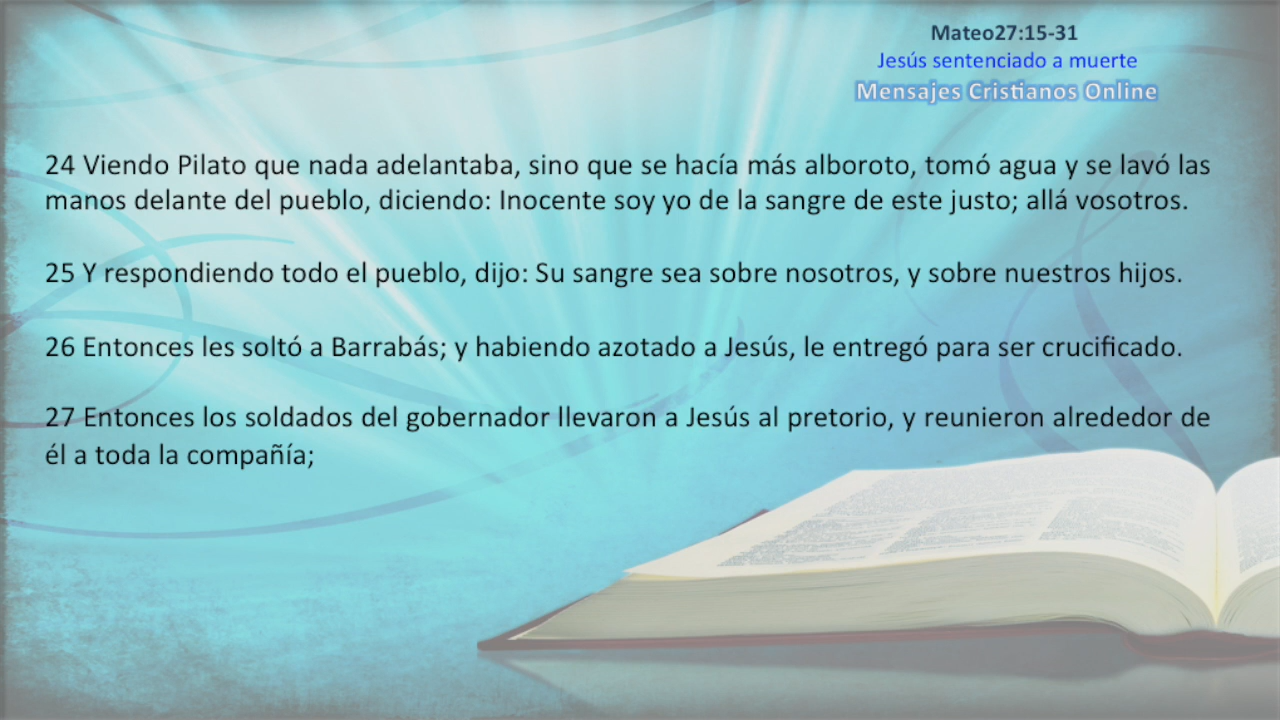 Mateo27:15-31
Jesús sentenciado a muerte
Mensajes Cristianos Online
24 Viendo Pilato que nada adelantaba, sino que se hacía más alboroto, tomó agua y se lavó las
manos delante del pueblo, diciendo: Inocente soy yo de la sangre de este justo; allá vosotros.
25 Y respondiendo todo el pueblo, dijo: Su sangre sea sobre nosotros, y sobre nuestros hijos.
26 Entonces les soltó a Barrabás; y habiendo azotado a Jesús, le entregó para ser crucificado.
27 Entonces los soldados del gobernador llevaron a Jesús al pretorio, y reunieron alrededor de
él a toda la compañía;